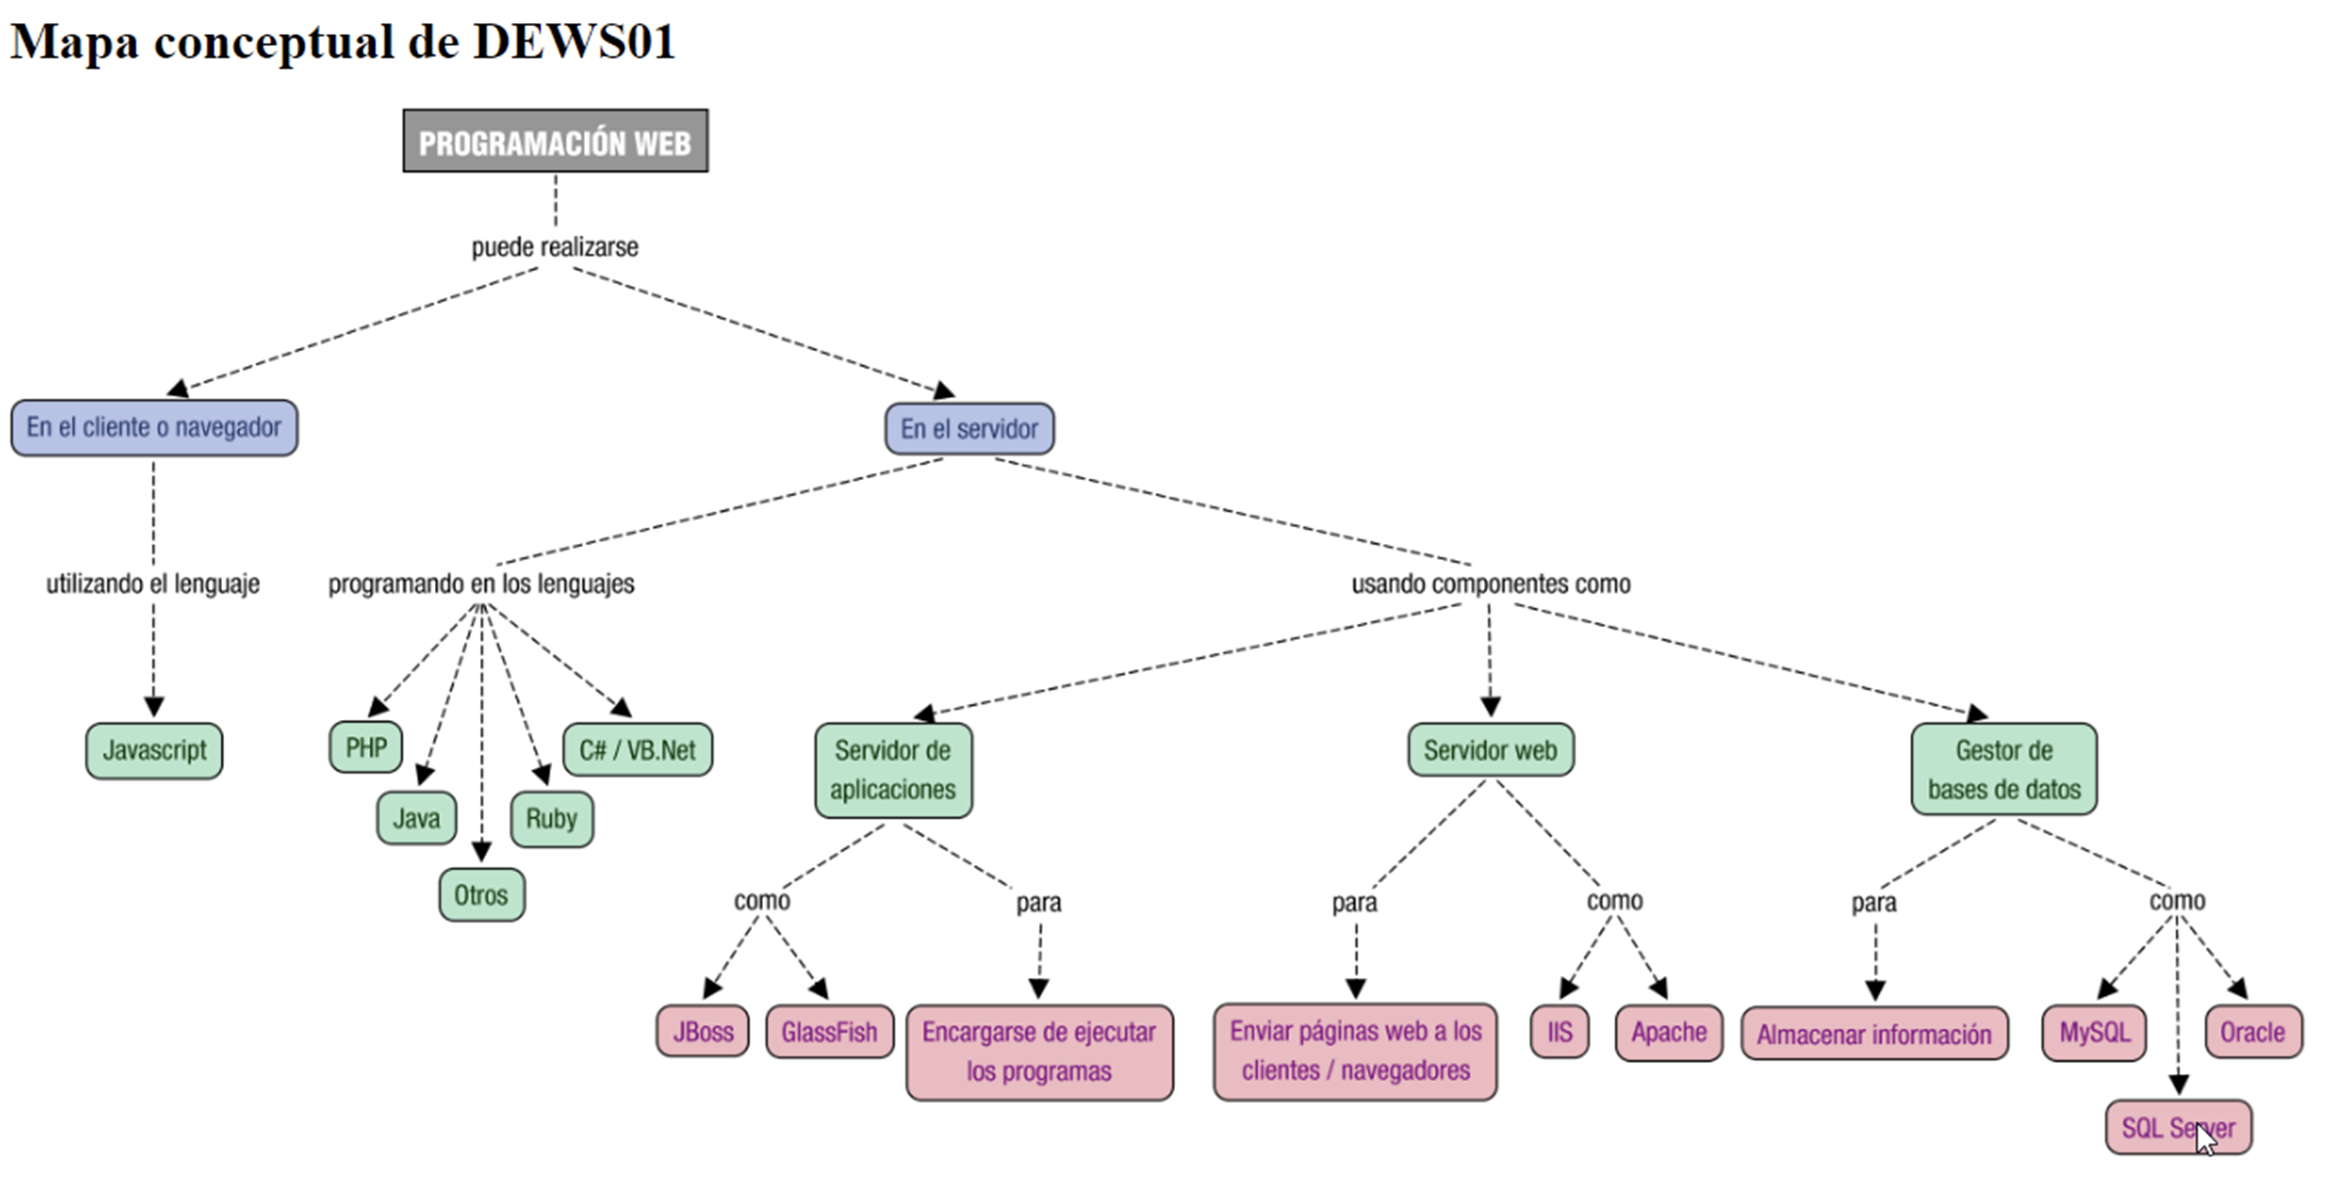 Mapa conceptual de DEWS01
PROGRAMACIÓN WEB
puede realizarse
En el cliente o navegador
En el servidor
utilizando el lenguaje
programando en los lenguajes
usando componentes como
Javascript
PHP
C# / VB.Net
Java
Ruby
Otros
Servidor de
aplicaciones
Servidor web
Gestor de
bases de datos
como
para
para
como
para
como
JBoss
GlassFish
Encargarse de ejecutar
los programas
Enviar páginas web a los
clientes / navegadores
IIS
Apache
Almacenar información
MySQL
Oracle
SQL Server